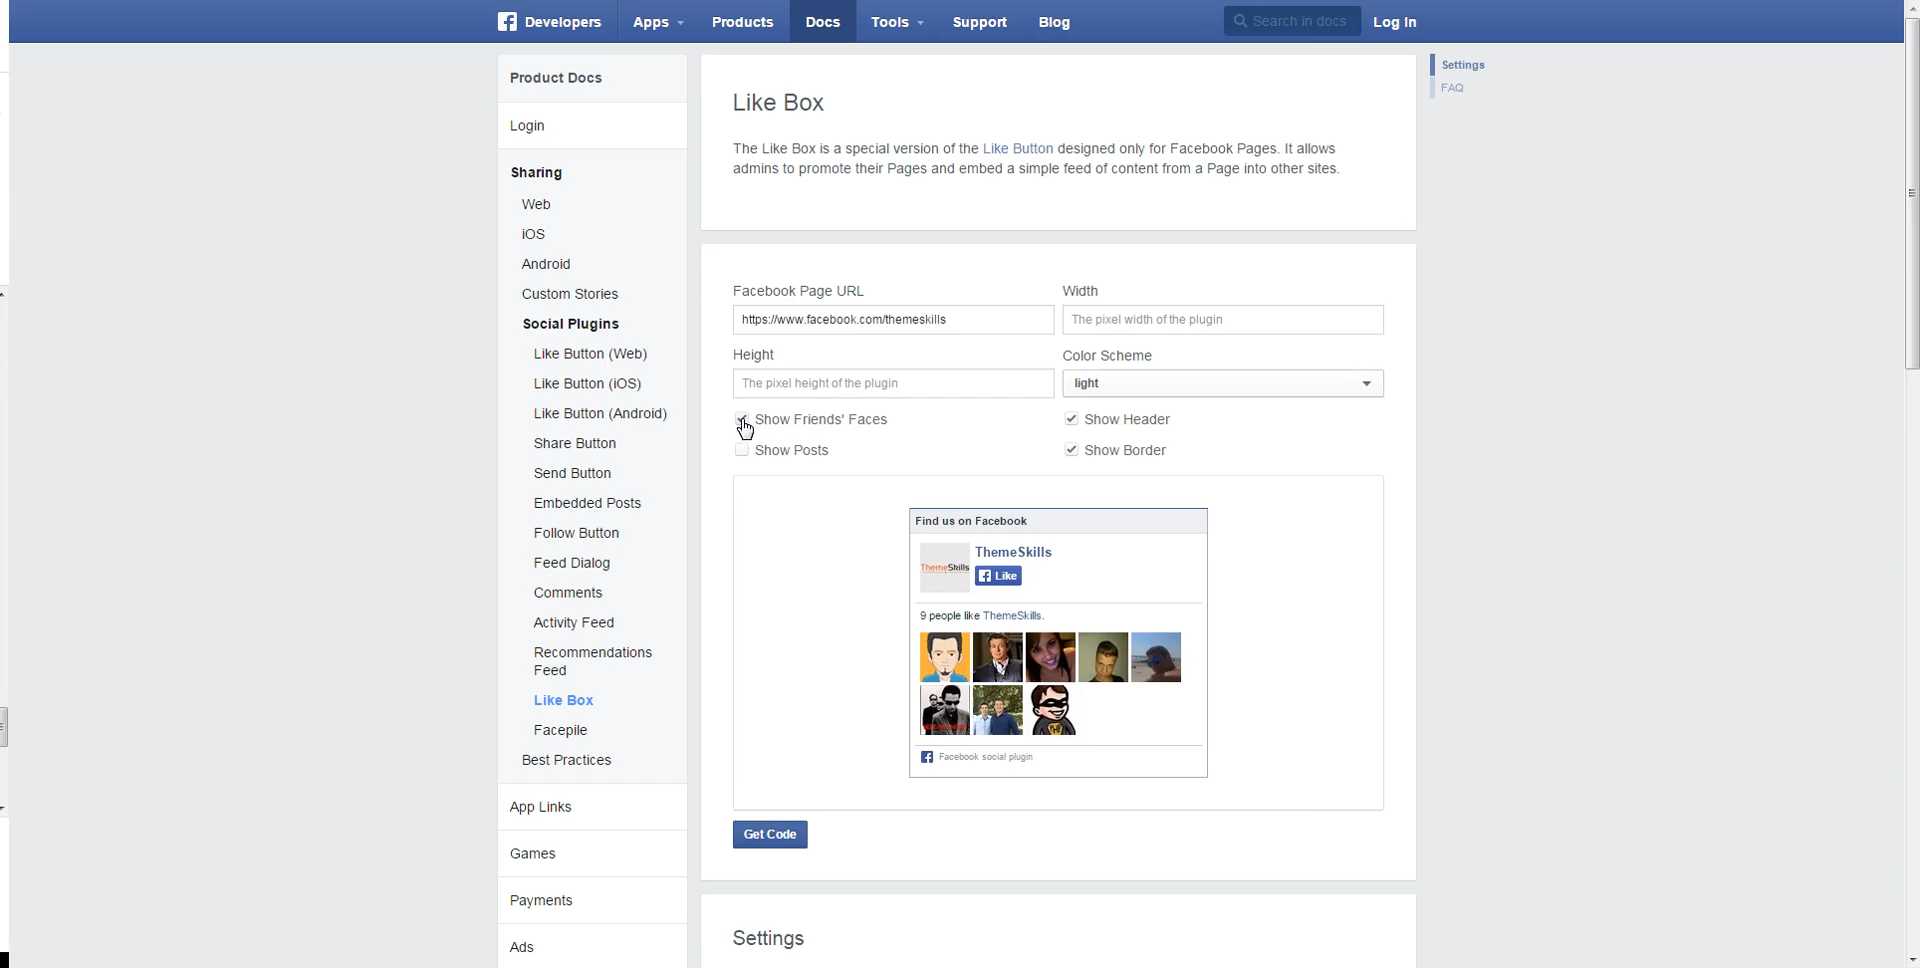 Developers
Apps
Products
Docs
Tools
Support
Blog
Search in docs
Log In
Product Docs
Login
Sharing
Web
iOS
Android
Custom Stories
Social Plugins
Like Button (Web)
Like Button (iOS)
Like Button (Android)
Share Button
Send Button
Embedded Posts
Follow Button
Feed Dialog
Comments
Activity Feed
Recommendations
Feed
Like Box
Facepile
Best Practices
App Links
Games
Payments
Ads
Like Box
The Like Box is a special version of the Like Button designed only for Facebook Pages. It allows
admins to promote their Pages and embed a simple feed of content from a Page into other sites.
Facebook Page URL
https://www.facebook.com/themeskills
Width
The pixel width of the plugin
Height
The pixel height of the plugin
Color Scheme
light
Show Friends' Faces
Show Header
Show Posts
Show Border
Find us on Facebook
ThemeSkills
ThemeSkills
Like
9 people like ThemeSkills.
Facebook social plugin
Get Code
Settings
Settings
FAQ